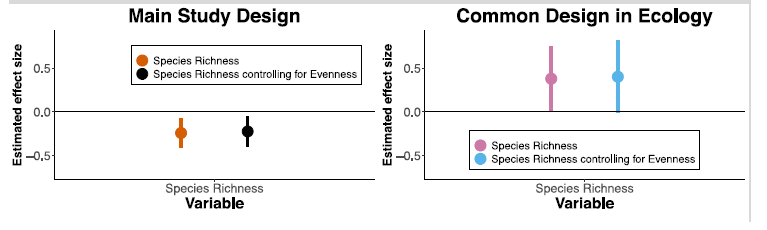 Main Study Design
Estimated effect size
0.5
0.0
−0.5
Species Richness
Species Richness controlling for Evenness
Species Richness
Variable
Common Design in Ecology
Estimated effect size
0.5
0.0
−0.5
Species Richness
Species Richness controlling for Evenness
Species Richness
Variable